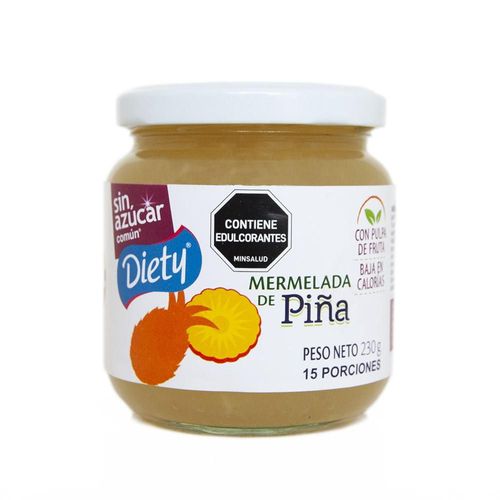 sin
azúcar
común®
Diety®
CONTIENE
EDULCORANTES
MINSALUD
CON PULPA
DE FRUTA
BAJA EN
CALORÍAS
MERMELADA
DE Piña
PESO NETO 230 g
15 PORCIONES